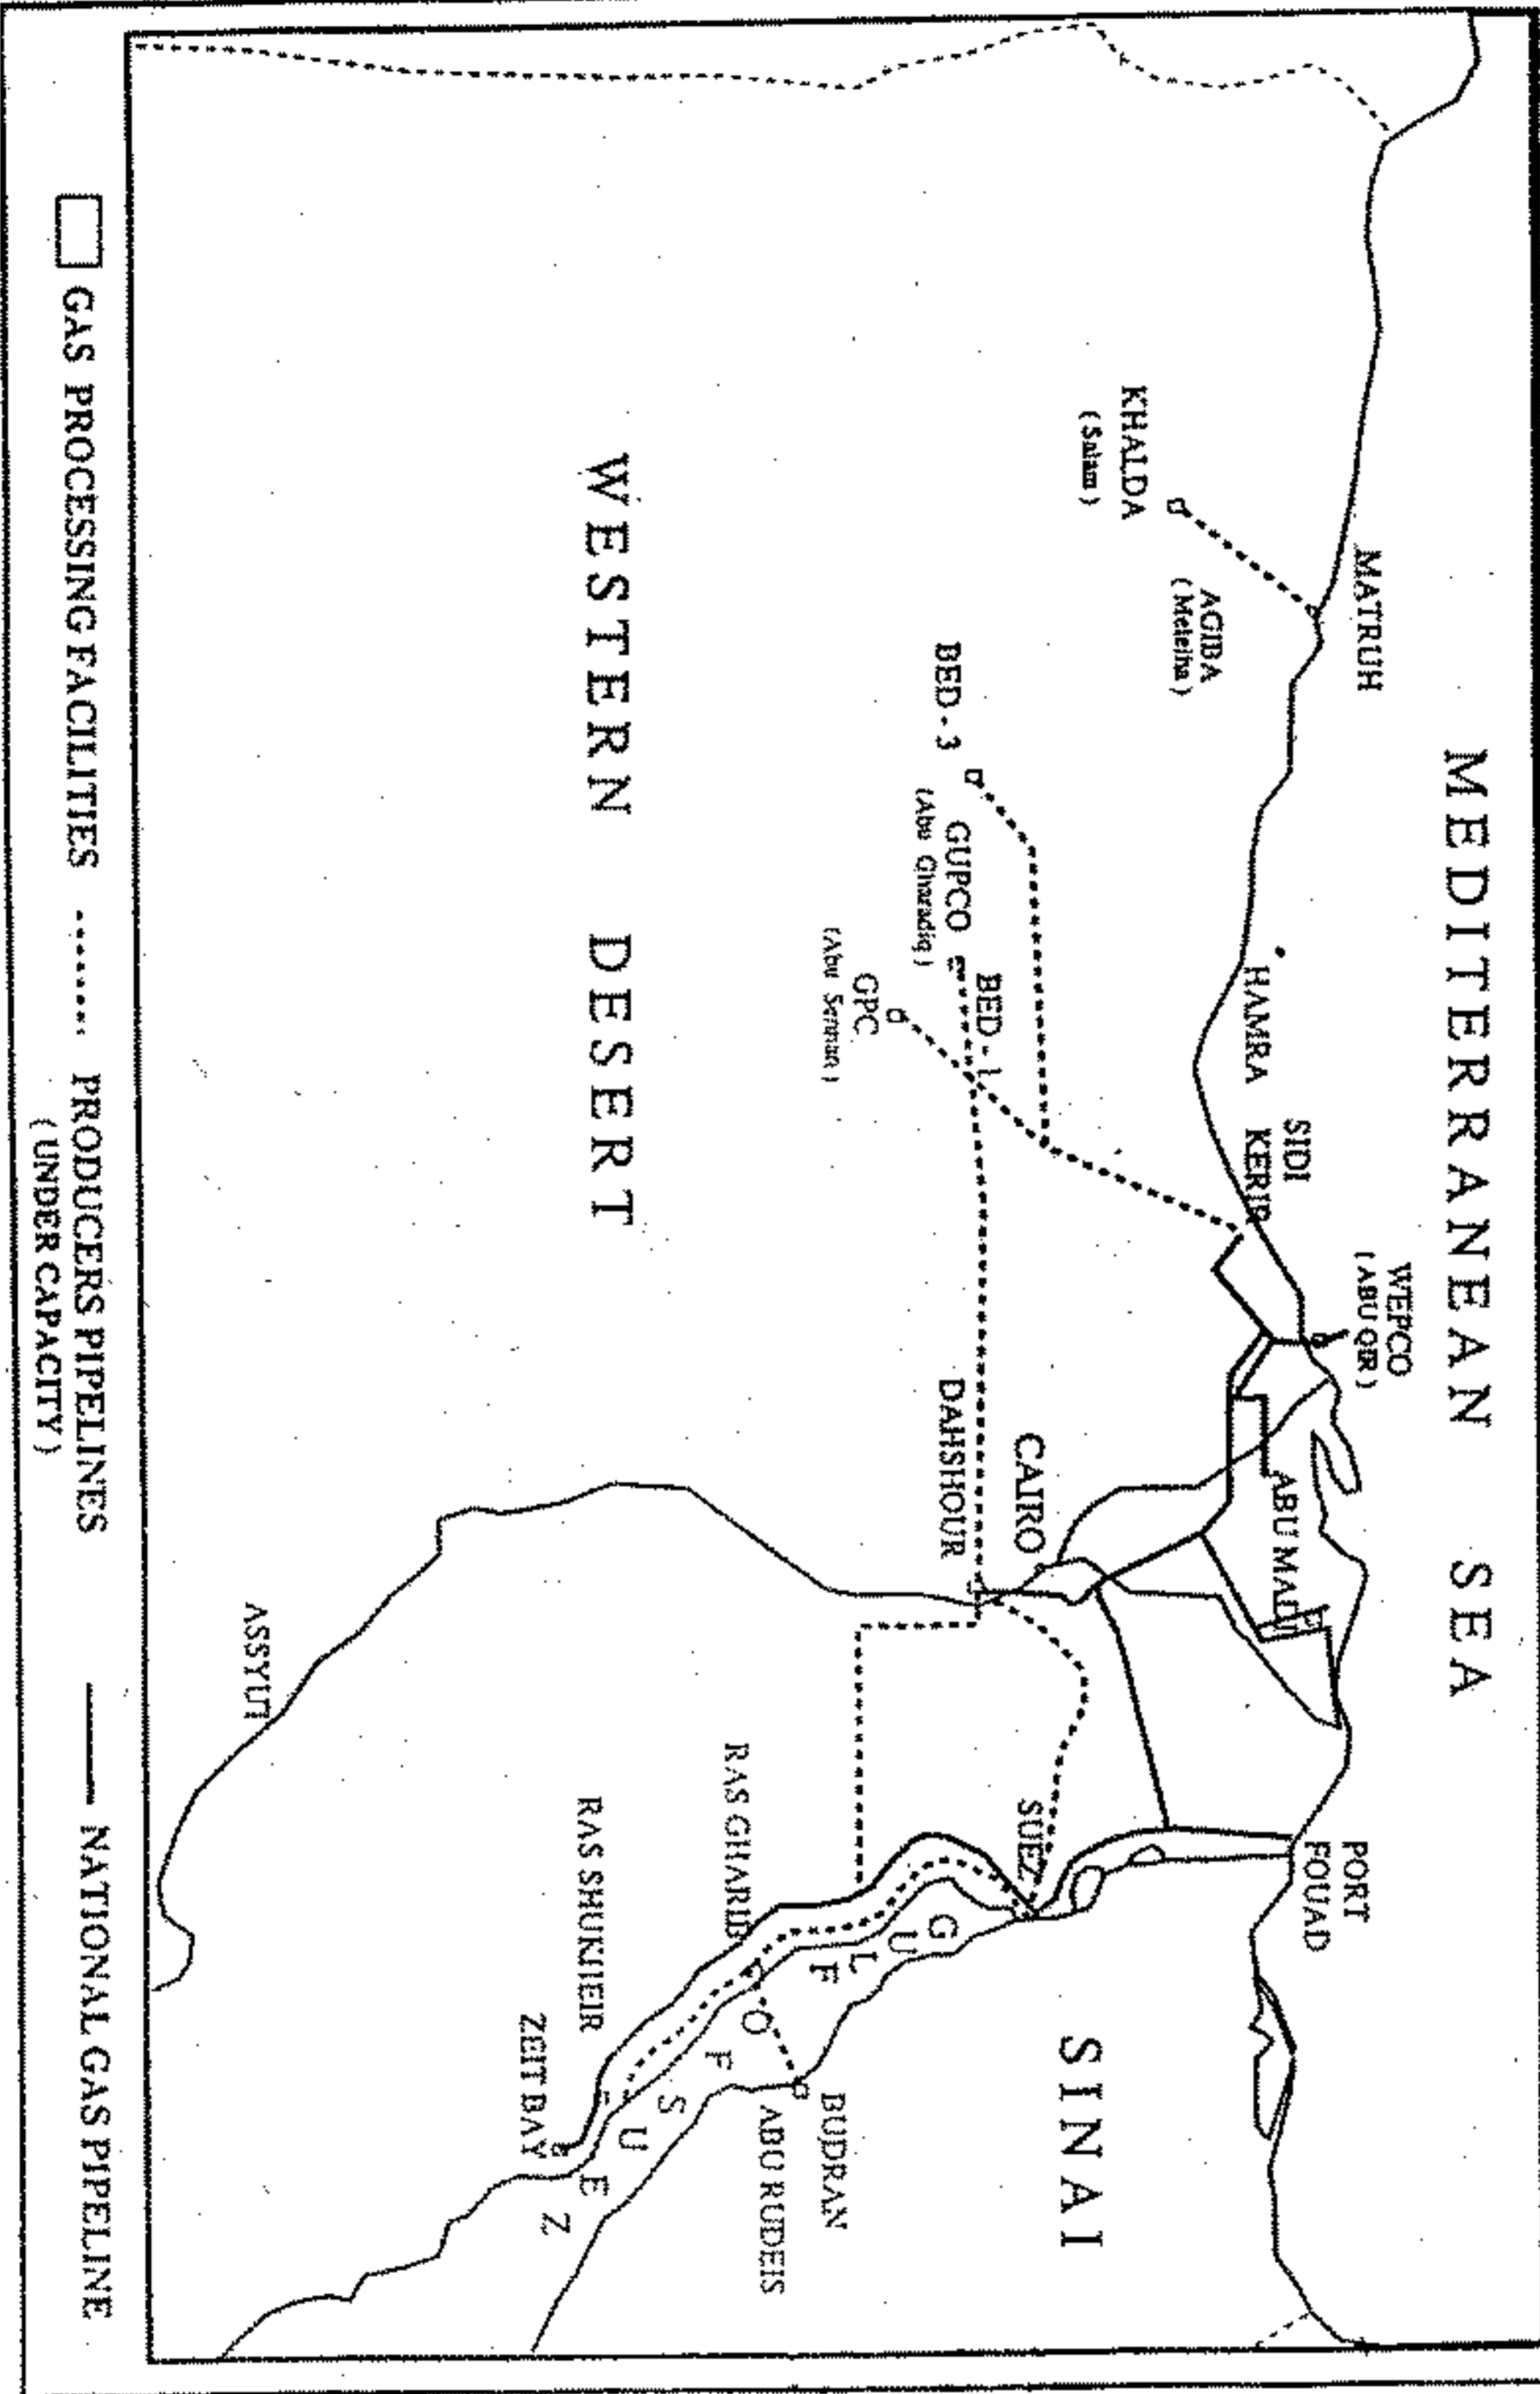 MEDITERRANEAN SEA
MATRUH
KHALDA
(Salam)
AGIBA
(Meleiha)
HAMRA
SIDI
KERIR
WEPCO
(ABU QIR)
ABU MADI
PORT
FOUAD
BED-3
GUPCO
(Abu Gharadig)
BED-1
GPC
(Abu Sennan)
DAHSHOUR
CAIRO
SUEZ
SINAI
WESTERN DESERT
RAS GHARIB
GULF OF SUEZ
RAS SHUKHEIR
BUDRAN
ABU RUDEIS
ZEIT BAY
ASSYUT
GAS PROCESSING FACILITIES
PRODUCERS PIPELINES
(UNDER CAPACITY)
NATIONAL GAS PIPELINE